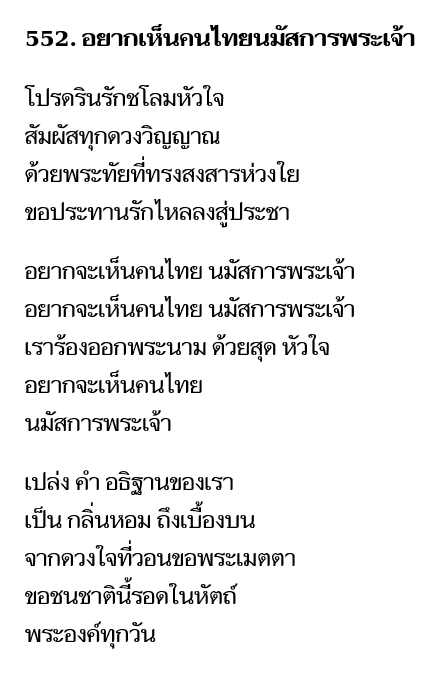 552. อยากเห็นคนไทยนมัสการพระเจ้า
โปรดรินรักชโลมหัวใจ
สัมผัสทุกดวงวิญญาณ
ด้วยพระทัยที่ทรงสงสารห่วงใย
ขอประทานรักไหลลงสู่ประชา
อยากจะเห็นคนไทย นมัสการพระเจ้า
อยากจะเห็นคนไทย นมัสการพระเจ้า
เราร้องออกพระนาม ด้วยสุด หัวใจ
อยากจะเห็นคนไทย
นมัสการพระเจ้า
เปล่ง คำ อธิฐานของเรา
เป็น กลิ่นหอม ถึงเบื้องบน
จากดวงใจที่วอนขอพระเมตตา
ขอชนชาตินี้รอดในหัตถ์
พระองค์ทุกวัน